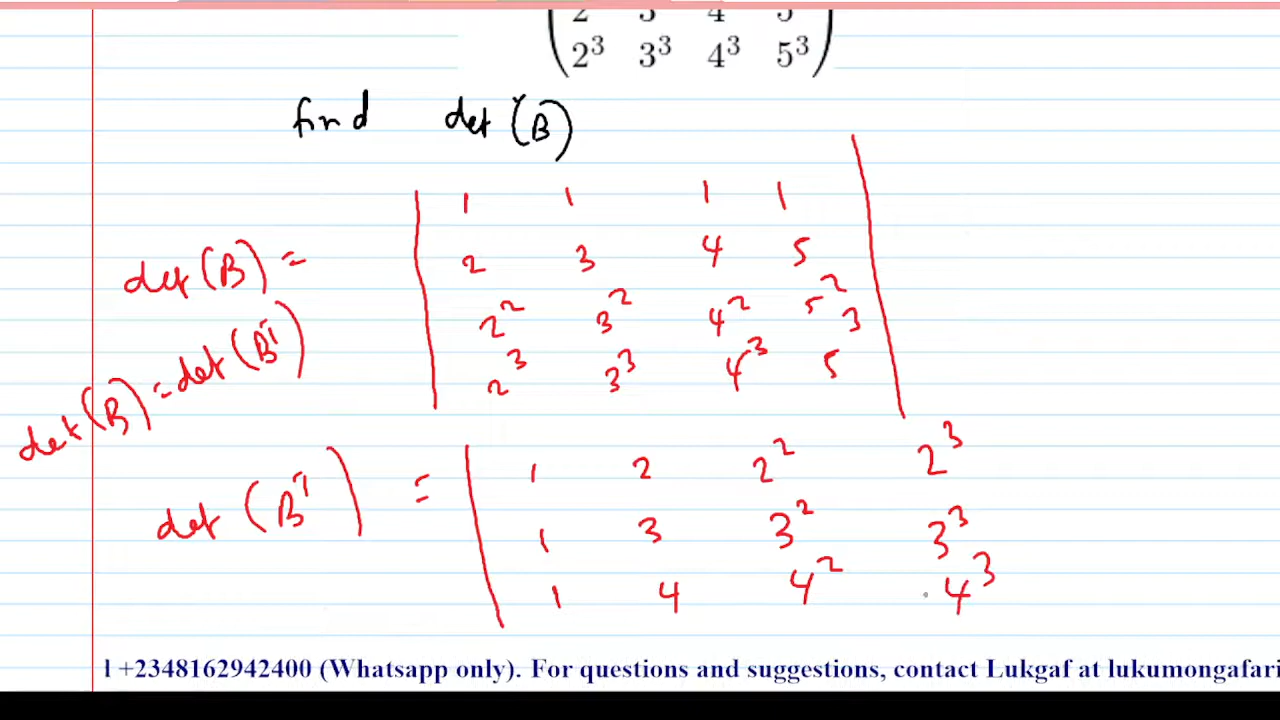 2 3 4 5
2³ 3³ 4³ 5³
find det (B)
det (B) =
1 1 1 1
2 3 4 5
2² 3² 4² 5²
2³ 3³ 4³ 5³
det (B) = det (Bᵀ)
det (Bᵀ) =
1 2 2² 2³
1 3 3² 3³
1 4 4² 4³
1 +2348162942400 (Whatsapp only). For questions and suggestions, contact Lukgaf at lukumongafari